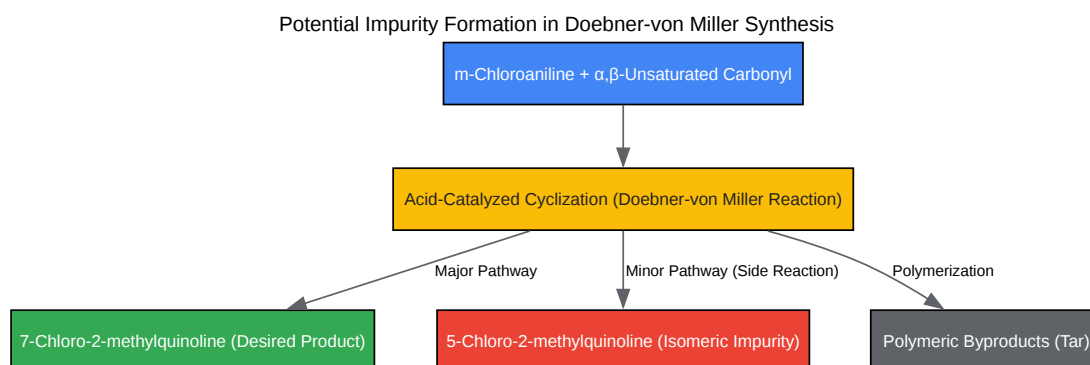 Potential Impurity Formation in Doebner-von Miller Synthesis
m-Chloroaniline + α,β-Unsaturated Carbonyl
Acid-Catalyzed Cyclization (Doebner-von Miller Reaction)
Major Pathway
Minor Pathway (Side Reaction)
Polymerization
7-Chloro-2-methylquinoline (Desired Product)
5-Chloro-2-methylquinoline (Isomeric Impurity)
Polymeric Byproducts (Tar)